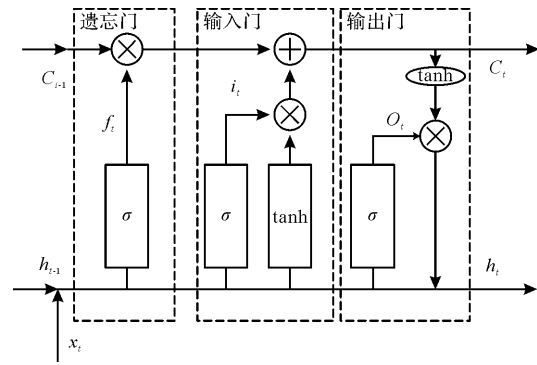 遗忘门
输入门
输出门
C_{t-1}
C_t
tanh
i_t
f_t
O_t
σ
σ
tanh
σ
h_{t-1}
h_t
x_t